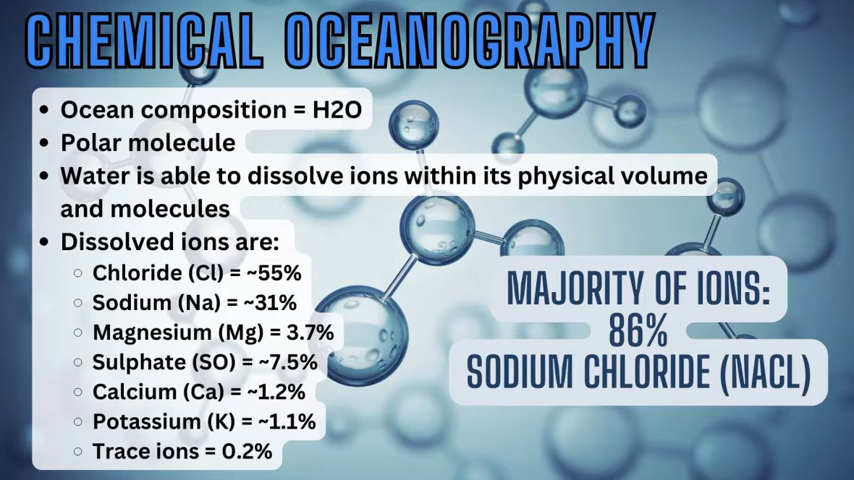 CHEMICAL OCEANOGRAPHY
• Ocean composition = H2O
• Polar molecule
• Water is able to dissolve ions within its physical volume
and molecules
• Dissolved ions are:
○ Chloride (Cl) = ~55%
○ Sodium (Na) = ~31%
○ Magnesium (Mg) = 3.7%
○ Sulphate (SO) = ~7.5%
○ Calcium (Ca) = ~1.2%
○ Potassium (K) = ~1.1%
○ Trace ions = 0.2%
MAJORITY OF IONS:
86%
SODIUM CHLORIDE (NACL)